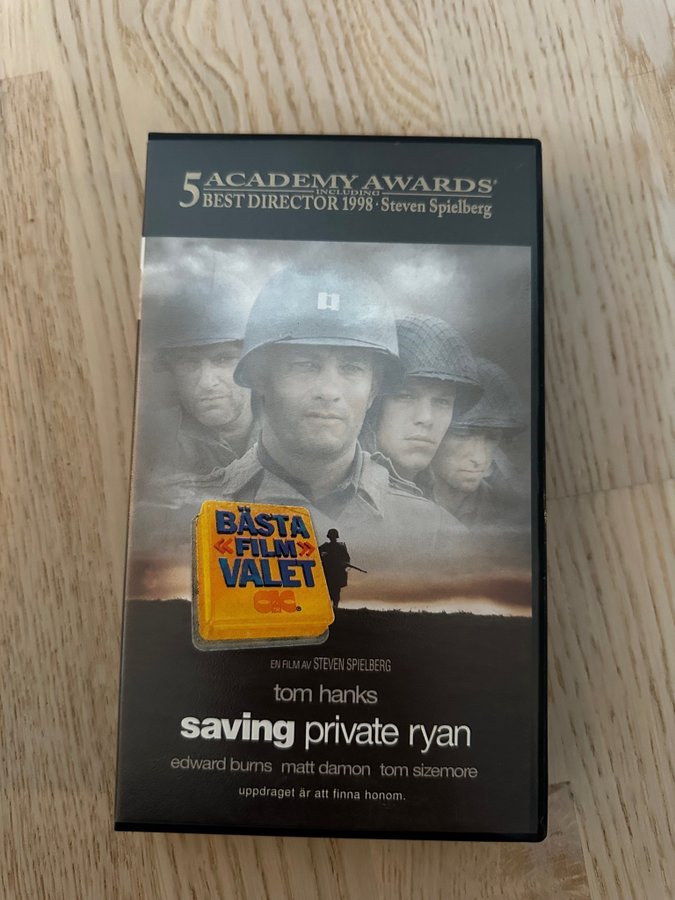 5 ACADEMY AWARDS®
INCLUDING
BEST DIRECTOR 1998 · Steven Spielberg
BÄSTA
«FILM»
VALET
CIC®
EN FILM AV STEVEN SPIELBERG
tom hanks
saving private ryan
edward burns matt damon tom sizemore
uppdraget är att finna honom.